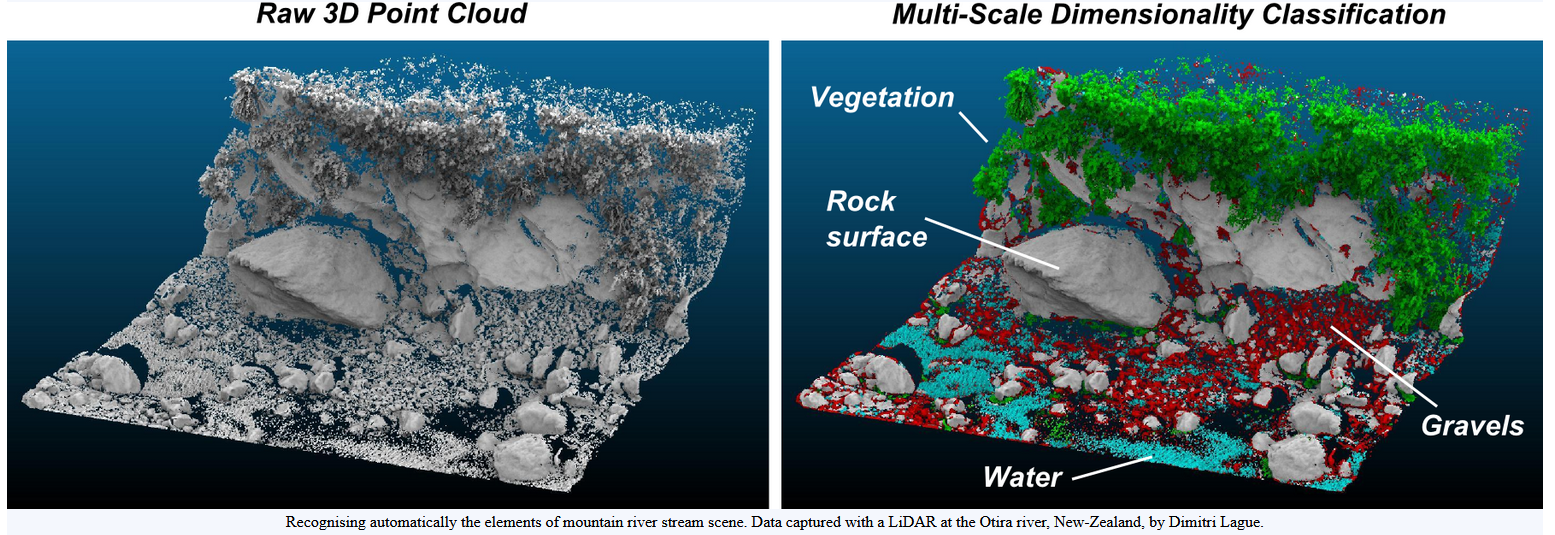 Raw 3D Point Cloud
Multi-Scale Dimensionality Classification
Vegetation
Rock
surface
Gravels
Water
Recognising automatically the elements of mountain river stream scene. Data captured with a LiDAR at the Otira river, New-Zealand, by Dimitri Lague.